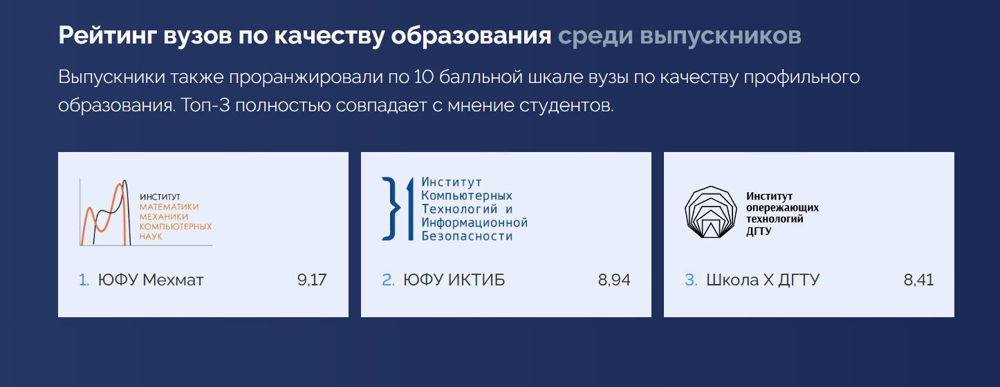 Рейтинг вузов по качеству образования среди выпускников
Выпускники также проранжировали по 10 балльной шкале вузы по качеству профильного
образования. Топ-3 полностью совпадает с мнение студентов.
ИНСТИТУТ
МАТЕМАТИКИ
МЕХАНИКИ
КОМПЬЮТЕРНЫХ
НАУК
1. ЮФУ Мехмат 9,17
Институт
Компьютерных
Технологий и
Информационной
Безопасности
2. ЮФУ ИКТИБ 8,94
Институт
опережающих
технологий
ДГТУ
3. Школа X ДГТУ 8,41